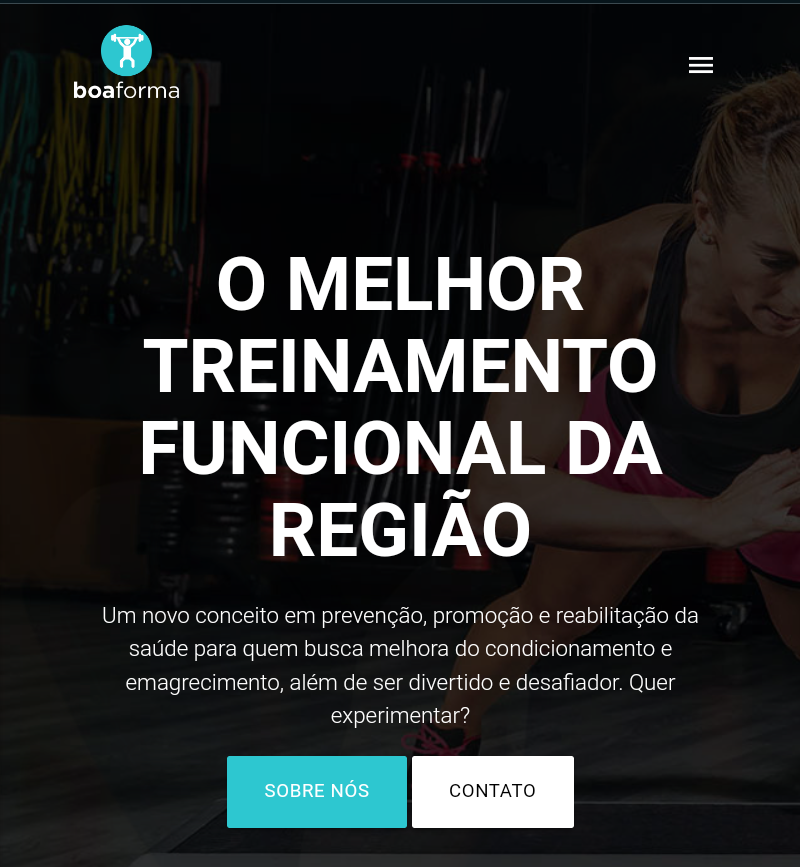 boaforma
O MELHOR
TREINAMENTO
FUNCIONAL DA
REGIÃO
Um novo conceito em prevenção, promoção e reabilitação da
saúde para quem busca melhora do condicionamento e
emagrecimento, além de ser divertido e desafiador. Quer
experimentar?
SOBRE NÓS
CONTATO